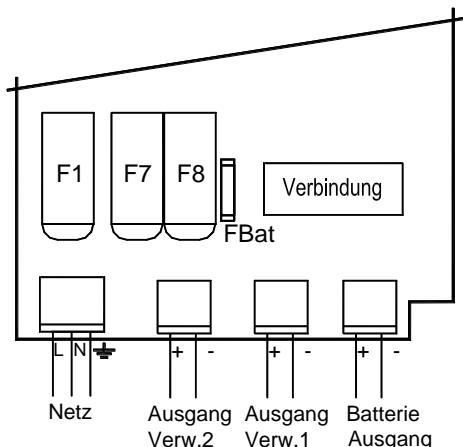 F1 F7 F8
Verbindung
FBat
L N + - + - + -
Netz
Ausgang Verw.2
Ausgang Verw.1
Batterie Ausgang